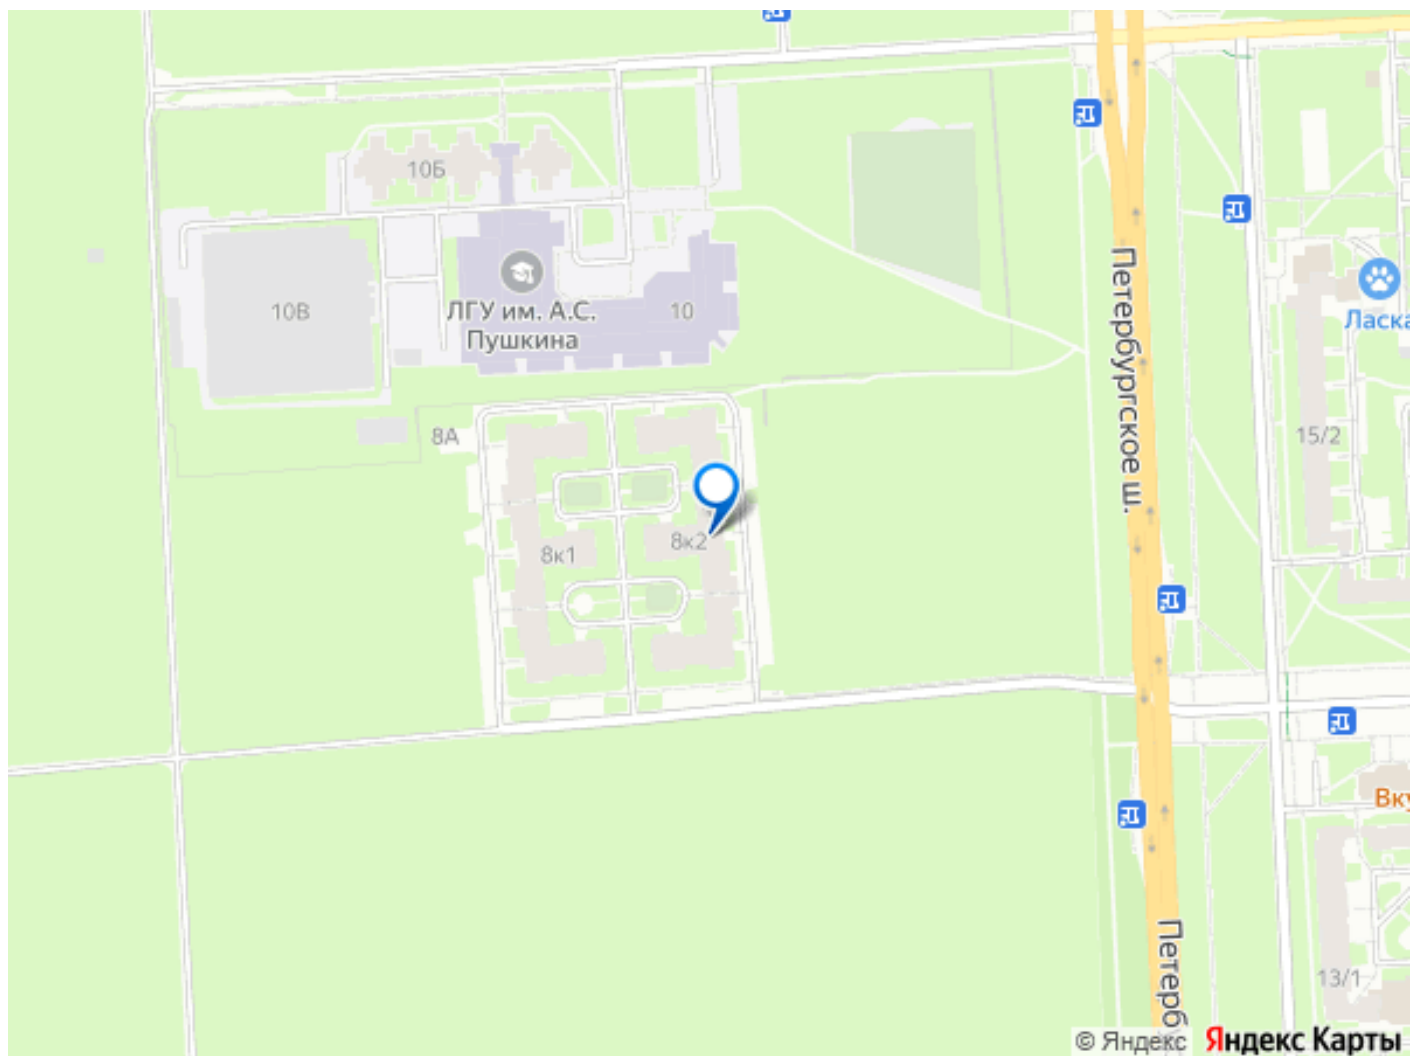 10Б
10В
ЛГУ им. А.С.
Пушкина
10
Петербургское ш.
Ласка
15/2
8А
8к1
8к2
Вку
13/1
Петерб
© Яндекс Яндекс Карты